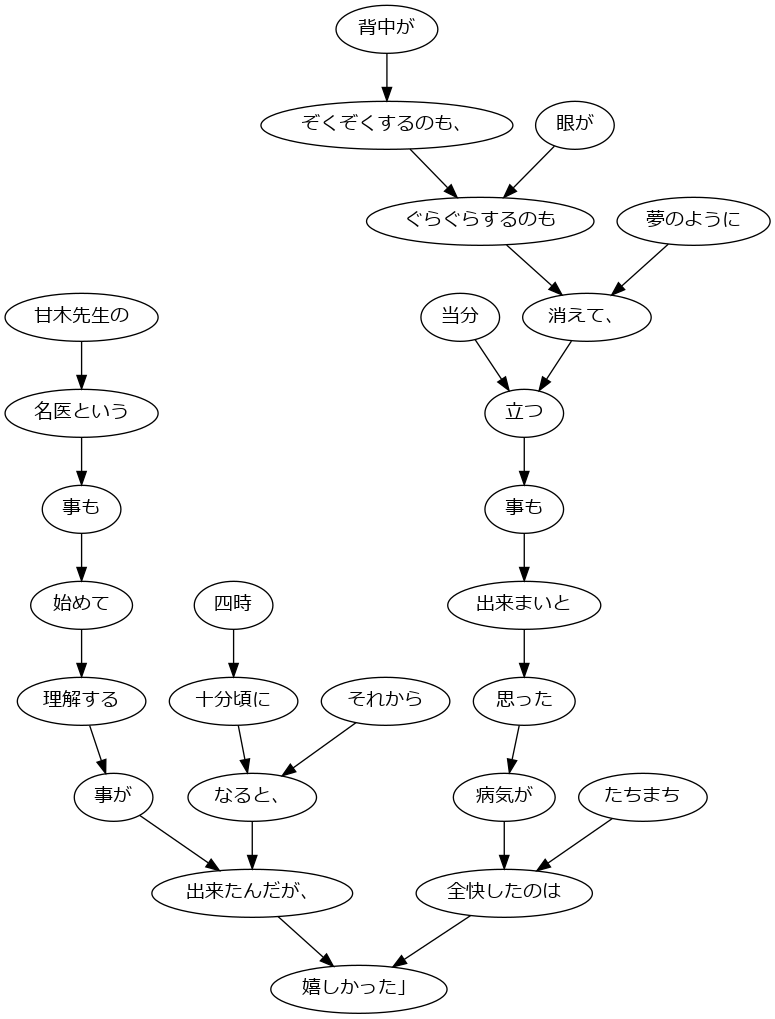 背中が
ぞくぞくするのも、
眼が
ぐらぐらするのも
夢のように
甘木先生の
当分
消えて、
名医という
立つ
事も
事も
始めて
四時
出来まいと
理解する
十分頃に
それから
思った
事が
なると、
病気が
たちまち
出来たんだが、
全快したのは
嬉しかった」